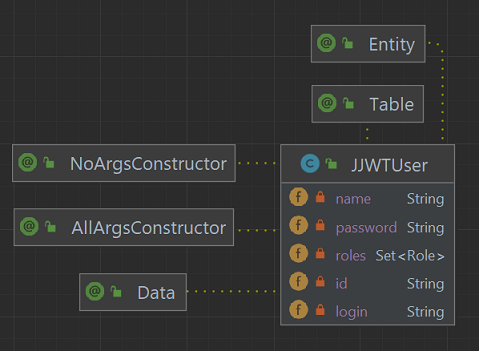 @ Entity
@ Table
@ NoArgsConstructor
C JJWTUser
f name String
@ AllArgsConstructor
f password String
f roles Set<Role>
@ Data
f id String
f login String